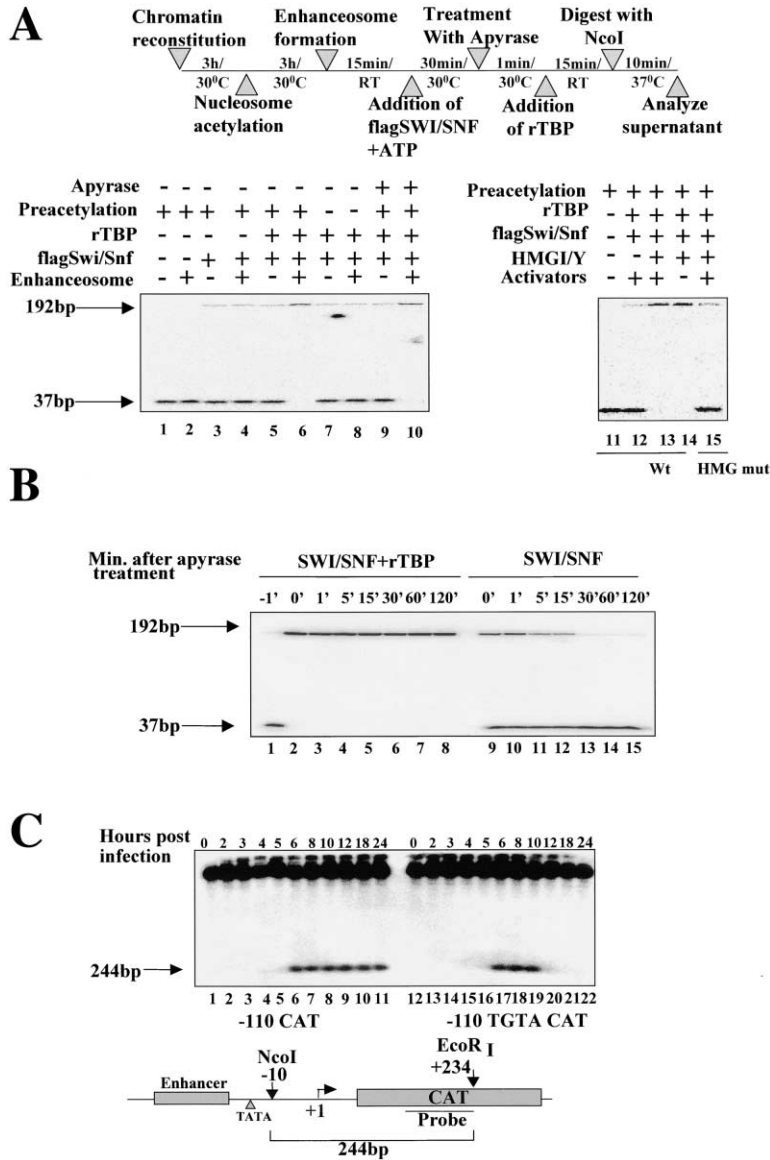 A
Chromatin reconstitution
Enhanceosome formation
Treatment With Apyrase
Digest with NcoI
3h/ 3h/ 15min/ 30min/ 1min/ 15min/ 10min/
30⁰C 30⁰C RT 30⁰C 30⁰C RT 37⁰C
Nucleosome acetylation
Addition of flagSWI/SNF +ATP
Addition of rTBP
Analyze supernatant
Apyrase - - - - - - - - + +
Preacetylation + + + + + + - - + +
rTBP - - - - + + + + + +
flagSwi/Snf - - + + + + + + + +
Enhanceosome - + - + - + - + - +
192bp
37bp
1 2 3 4 5 6 7 8 9 10
Preacetylation + + + + +
rTBP - + + + +
flagSwi/Snf - + + + +
HMGI/Y - - + + +
Activators - + + - +
11 12 13 14 15
Wt HMG mut
B
Min. after apyrase treatment
SWI/SNF+rTBP SWI/SNF
-1' 0' 1' 5' 15' 30' 60' 120' 0' 1' 5' 15' 30' 60' 120'
192bp
37bp
1 2 3 4 5 6 7 8 9 10 11 12 13 14 15
C
Hours post infection
0 2 3 4 5 6 8 10 12 18 24 0 2 3 4 5 6 8 10 12 18 24
244bp
1 2 3 4 5 6 7 8 9 10 11 12 13 14 15 16 17 18 19 20 21 22
-110 CAT -110 TGTA CAT
NcoI -10
EcoR I +234
Enhancer
TATA
+1
CAT
Probe
244bp